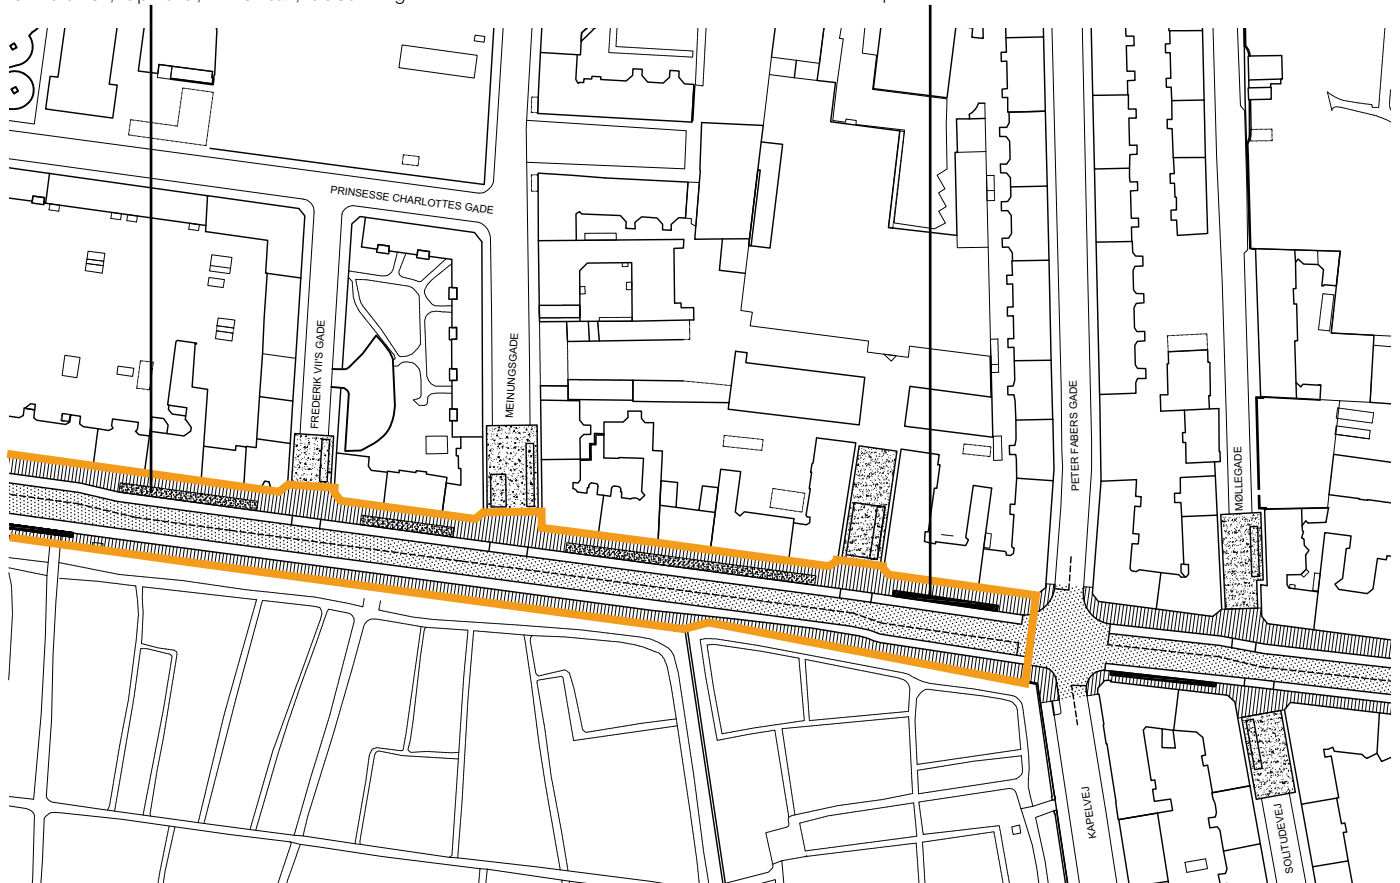 PRINSESSE CHARLOTTES GADE
FREDERIK VII'S GADE
MEINUNGSGADE
PETER FABERS GADE
MØLLEGADE
KAPELVEJ
SOLITUDEVEJ